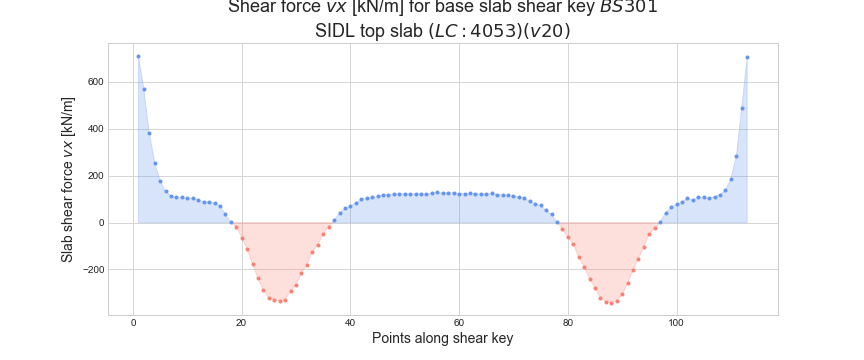 Shear force vx [kN/m] for base slab shear key BS301
SIDL top slab (LC : 4053)(v20)
Slab shear force vx [kN/m]
600
400
200
0
−200
0 20 40 60 80 100
Points along shear key